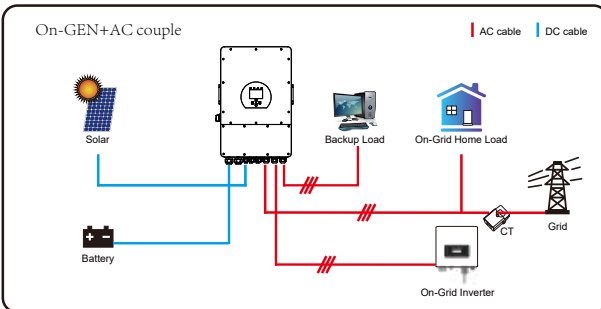 On-GEN+AC couple
AC cable
DC cable
Solar
Backup Load
On-Grid Home Load
CT
Grid
Battery
On-Grid Inverter